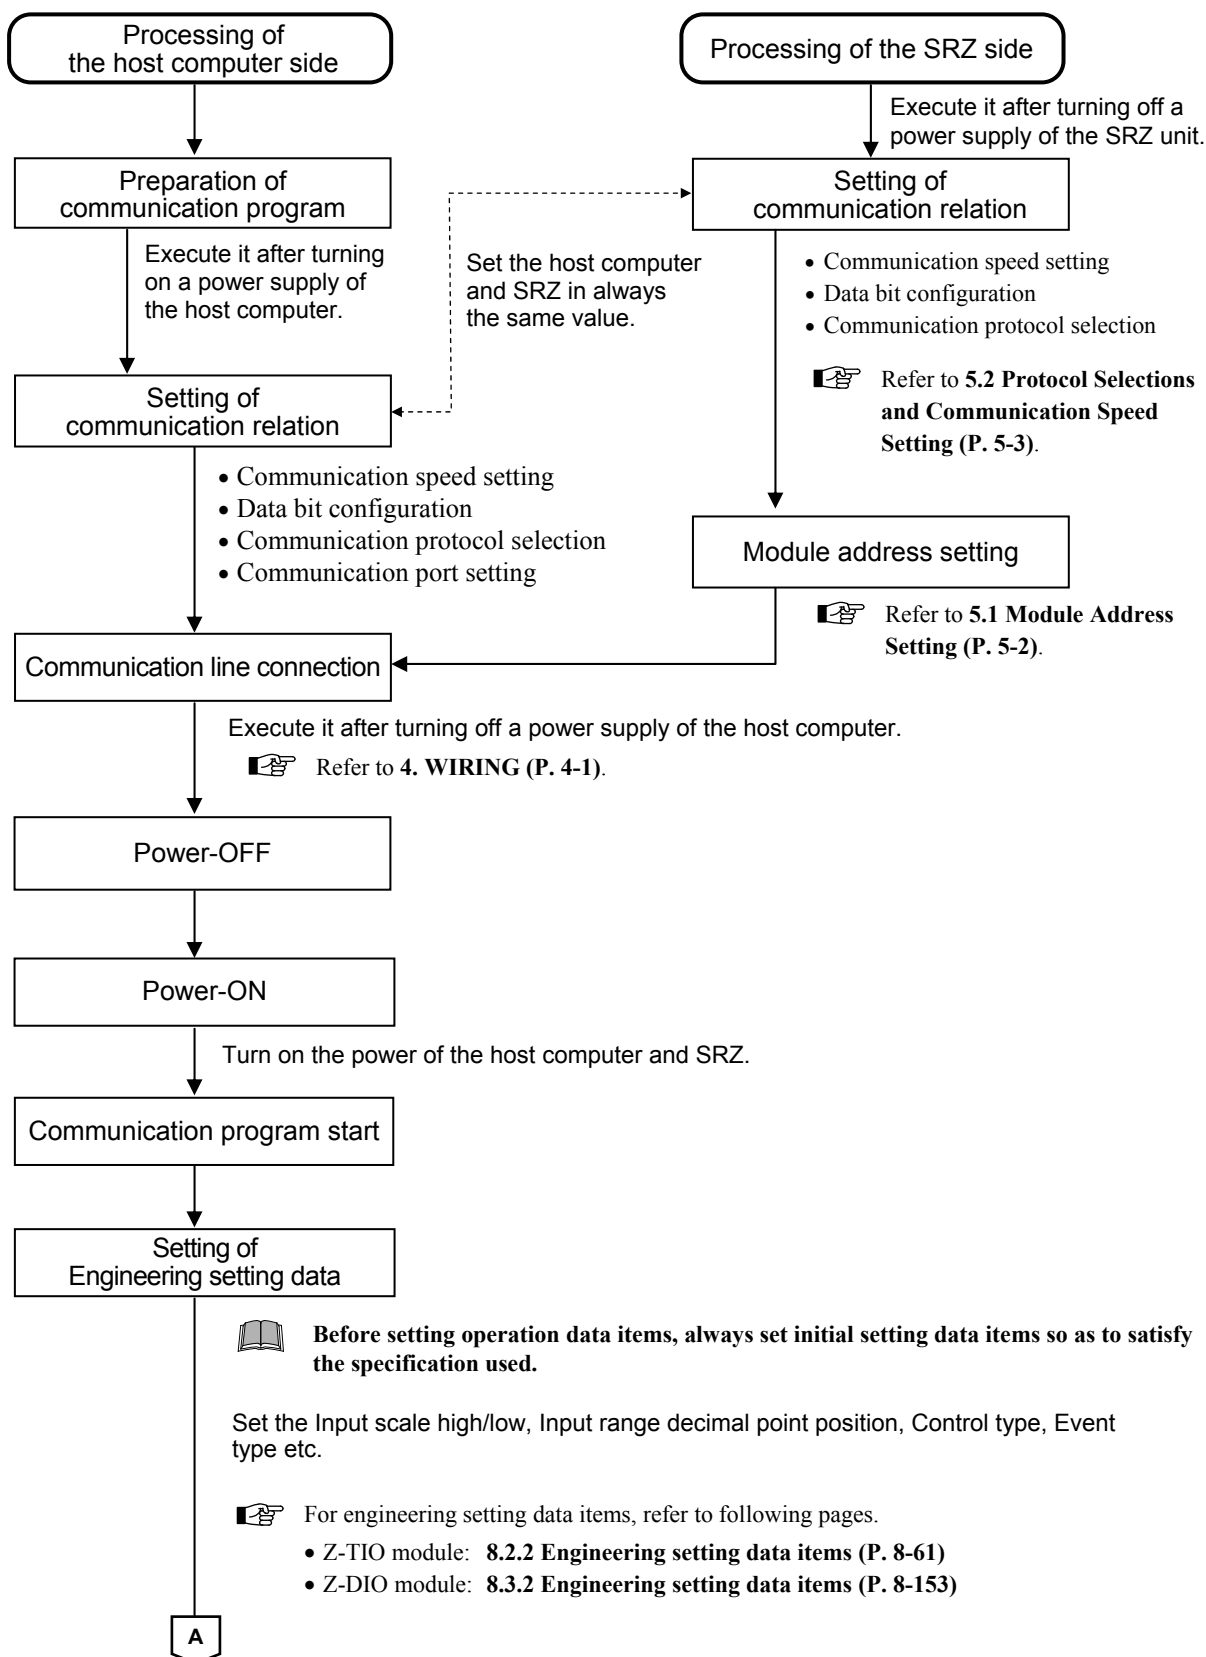 Processing of
the host computer side
Processing of the SRZ side
Execute it after turning off a
power supply of the SRZ unit.
Preparation of
communication program
Setting of
communication relation
Execute it after turning
on a power supply of
the host computer.
Set the host computer
and SRZ in always
the same value.
• Communication speed setting
• Data bit configuration
• Communication protocol selection
Refer to 5.2 Protocol Selections
and Communication Speed
Setting (P. 5-3).
Setting of
communication relation
• Communication speed setting
• Data bit configuration
• Communication protocol selection
• Communication port setting
Module address setting
Refer to 5.1 Module Address
Setting (P. 5-2).
Communication line connection
Execute it after turning off a power supply of the host computer.
Refer to 4. WIRING (P. 4-1).
Power-OFF
Power-ON
Turn on the power of the host computer and SRZ.
Communication program start
Setting of
Engineering setting data
Before setting operation data items, always set initial setting data items so as to satisfy
the specification used.
Set the Input scale high/low, Input range decimal point position, Control type, Event
type etc.
For engineering setting data items, refer to following pages.
• Z-TIO module: 8.2.2 Engineering setting data items (P. 8-61)
• Z-DIO module: 8.3.2 Engineering setting data items (P. 8-153)
A